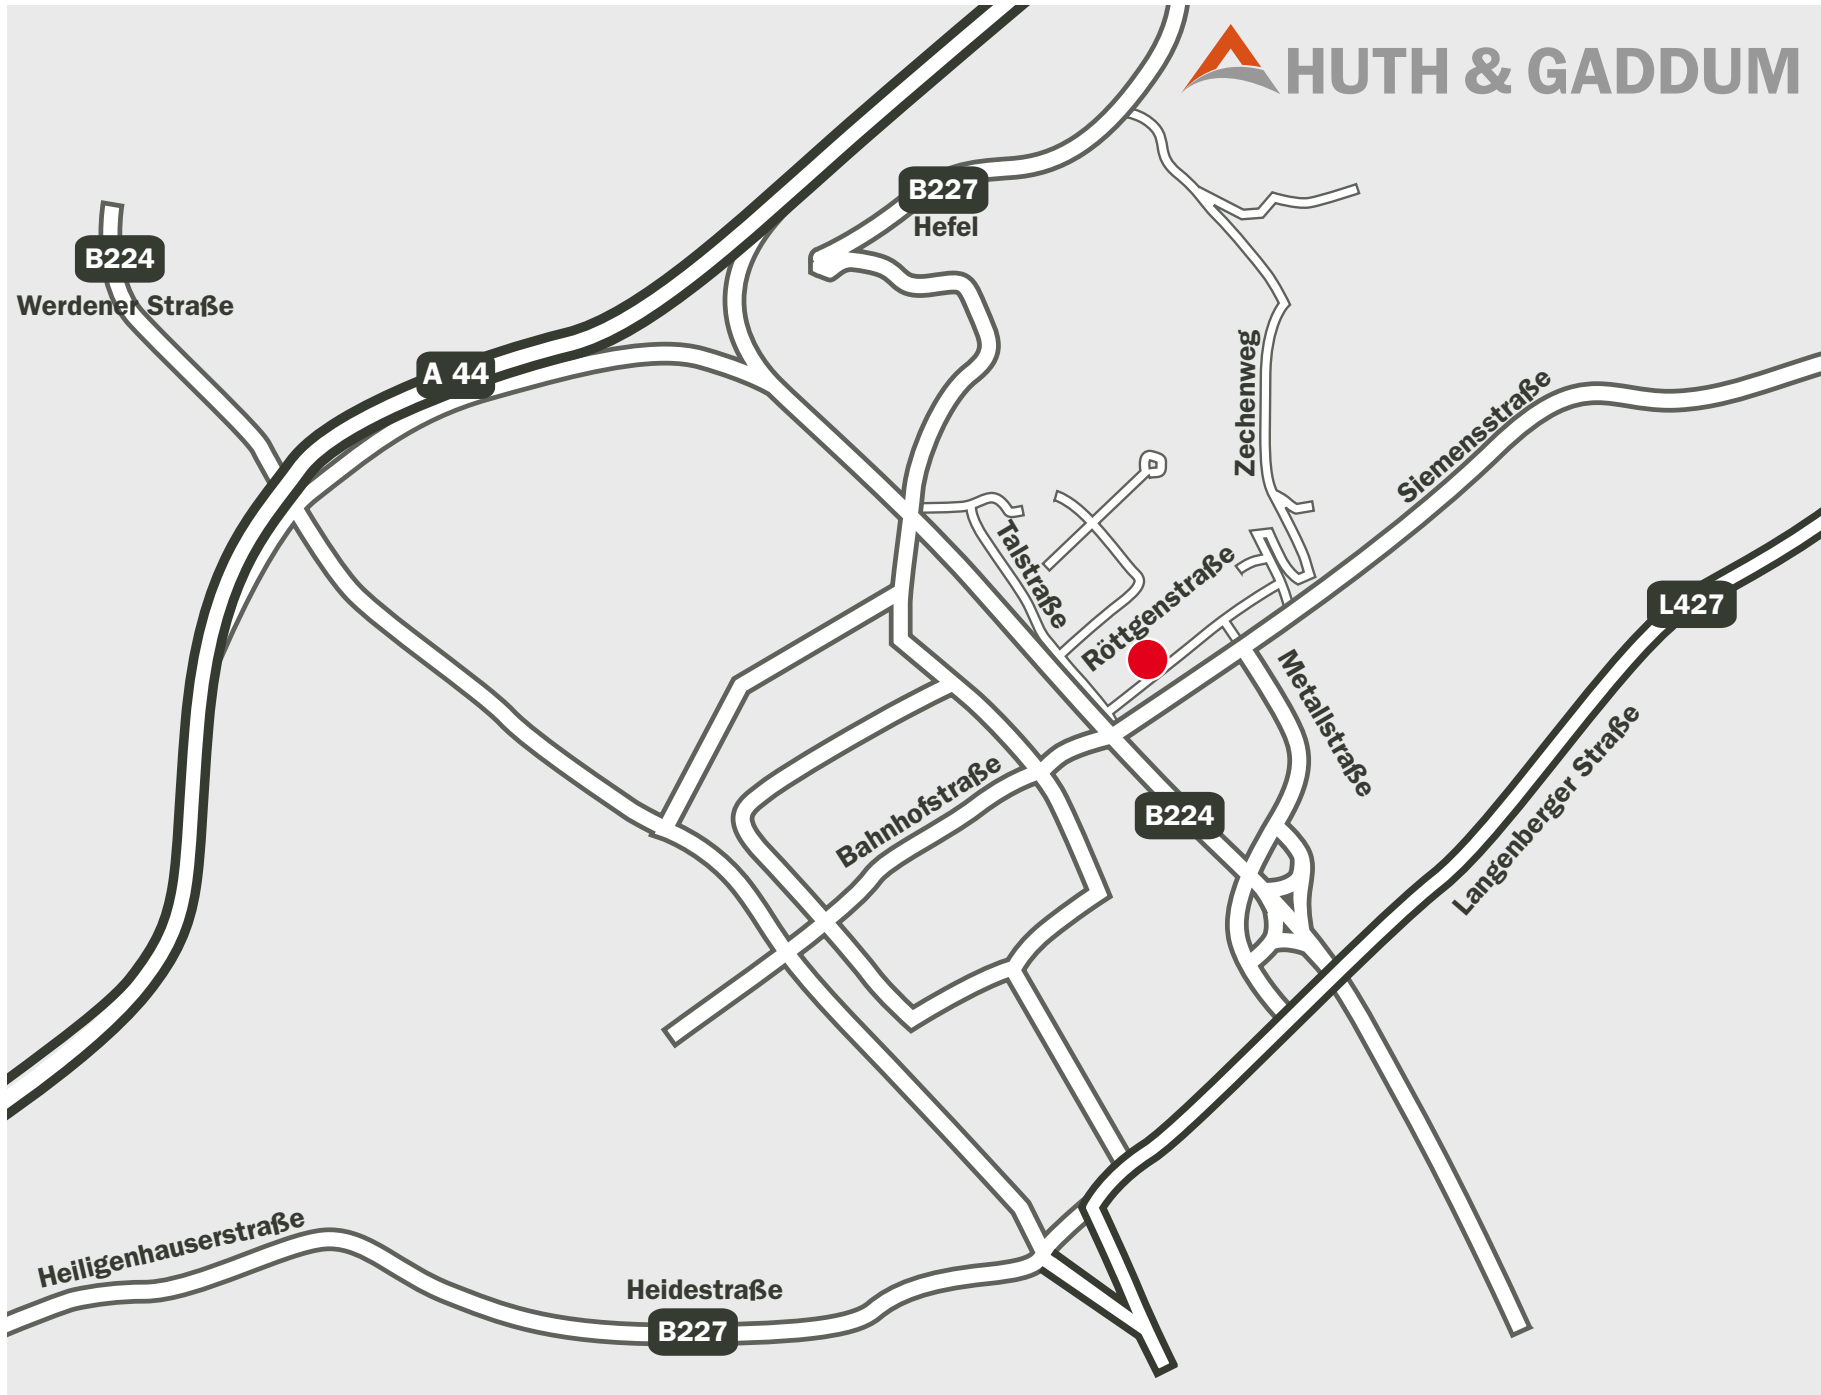 HUTH & GADDUM
B227
Hefel
B224
Werdener Straße
A 44
Zechenweg
Siemensstraße
Talstraße
Röttgenstraße
L427
Metallstraße
Langenberger Straße
Bahnhofstraße
B224
Heiligenhauserstraße
Heidestraße
B227